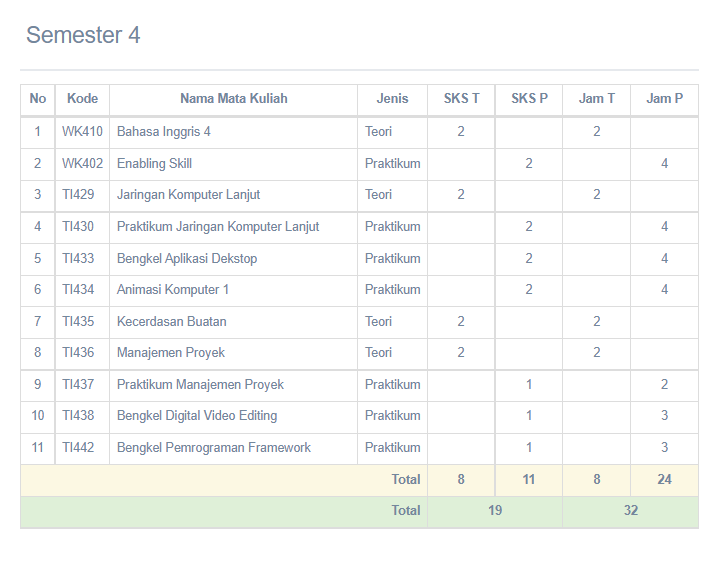 Semester 4
No Kode Nama Mata Kuliah Jenis SKS T SKS P Jam T Jam P
1 WK410 Bahasa Inggris 4 Teori 2 2
2 WK402 Enabling Skill Praktikum 2 4
3 TI429 Jaringan Komputer Lanjut Teori 2 2
4 TI430 Praktikum Jaringan Komputer Lanjut Praktikum 2 4
5 TI433 Bengkel Aplikasi Dekstop Praktikum 2 4
6 TI434 Animasi Komputer 1 Praktikum 2 4
7 TI435 Kecerdasan Buatan Teori 2 2
8 TI436 Manajemen Proyek Teori 2 2
9 TI437 Praktikum Manajemen Proyek Praktikum 1 2
10 TI438 Bengkel Digital Video Editing Praktikum 1 3
11 TI442 Bengkel Pemrograman Framework Praktikum 1 3
Total 8 11 8 24
Total 19 32